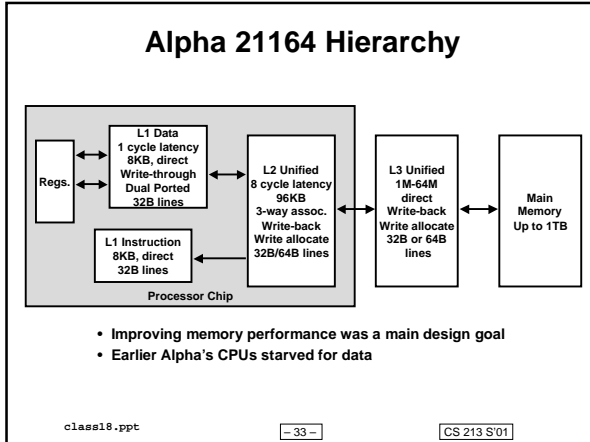 Alpha 21164 Hierarchy
Regs.
L1 Data
1 cycle latency
8KB, direct
Write-through
Dual Ported
32B lines
L1 Instruction
8KB, direct
32B lines
L2 Unified
8 cycle latency
96KB
3-way assoc.
Write-back
Write allocate
32B/64B lines
Processor Chip
L3 Unified
1M-64M
direct
Write-back
Write allocate
32B or 64B
lines
Main
Memory
Up to 1TB
• Improving memory performance was a main design goal
• Earlier Alpha's CPUs starved for data
class18.ppt
– 33 –
CS 213 S'01